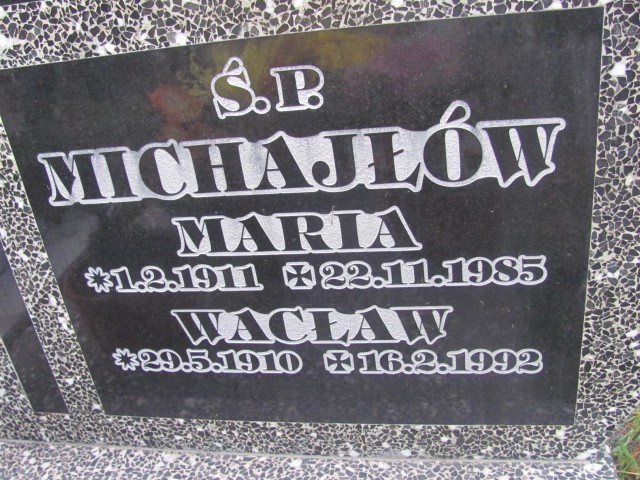 Ś.P.
MICHAJŁÓW
MARIA
*1.2.1911 ✠22.11.1985
WACŁAW
*29.5.1910 ✠16.2.1992